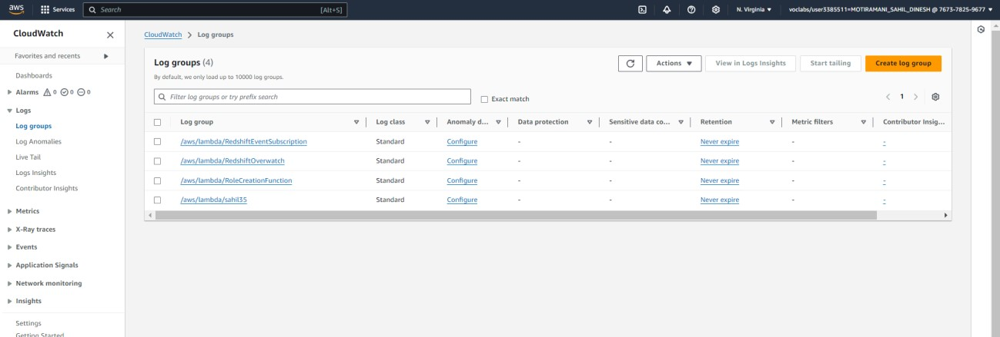 aws Services Search [Alt+S] N. Virginia voclabs/user3385511=MOTIRAMANI_SAHIL_DINESH @ 7673-7825-9677
CloudWatch
Favorites and recents
Dashboards
Alarms 0 0 0
Logs
Log groups
Log Anomalies
Live Tail
Logs Insights
Contributor Insights
Metrics
X-Ray traces
Events
Application Signals
Network monitoring
Insights
Settings
Getting Started
CloudWatch > Log groups
Log groups (4)
By default, we only load up to 10000 log groups.
Actions View in Logs Insights Start tailing Create log group
Filter log groups or try prefix search Exact match 1
Log group Log class Anomaly d... Data protection Sensitive data co... Retention Metric filters Contributor Insig...
/aws/lambda/RedshiftEventSubscription Standard Configure - - Never expire - -
/aws/lambda/RedshiftOverwatch Standard Configure - - Never expire - -
/aws/lambda/RoleCreationFunction Standard Configure - - Never expire - -
/aws/lambda/sahil35 Standard Configure - - Never expire - -